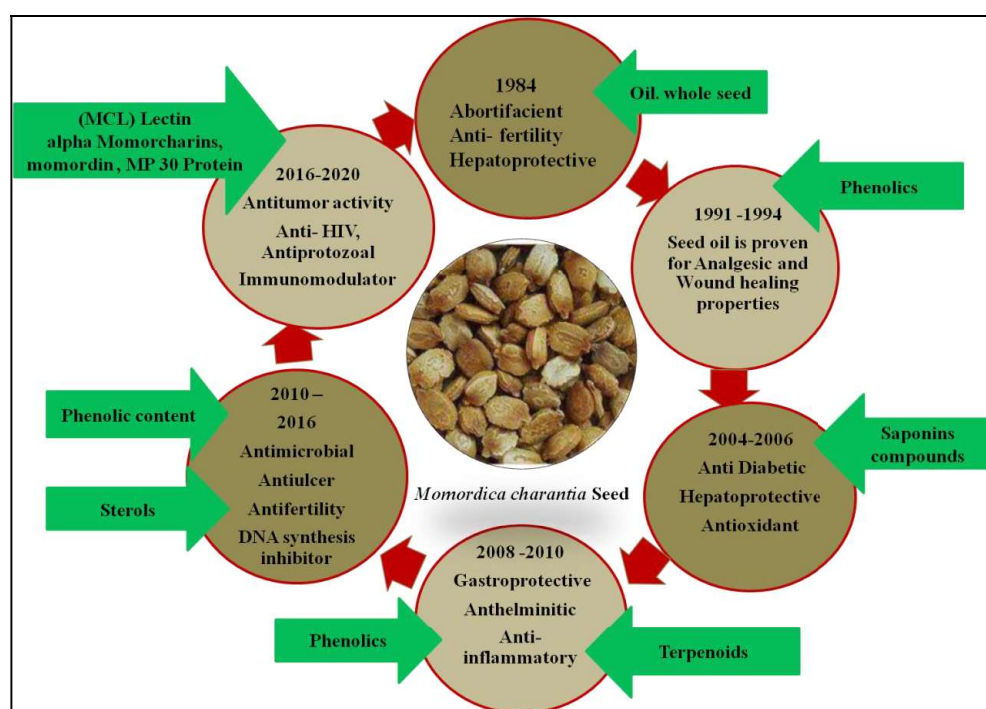 1984
Abortifacient
Anti- fertility
Hepatoprotective
Oil. whole seed
(MCL) Lectin
alpha Momorcharins,
momordin , MP 30 Protein
2016-2020
Antitumor activity
Anti- HIV,
Antiprotozoal
Immunomodulator
Phenolics
1991 -1994
Seed oil is proven
for Analgesic and
Wound healing
properties
Phenolic content
Sterols
2010 –
2016
Antimicrobial
Antiulcer
Antifertility
DNA synthesis
inhibitor
Momordica charantia Seed
2004-2006
Anti Diabetic
Hepatoprotective
Antioxidant
Saponins
compounds
2008 -2010
Gastroprotective
Anthelminitic
Anti-
inflammatory
Phenolics
Terpenoids